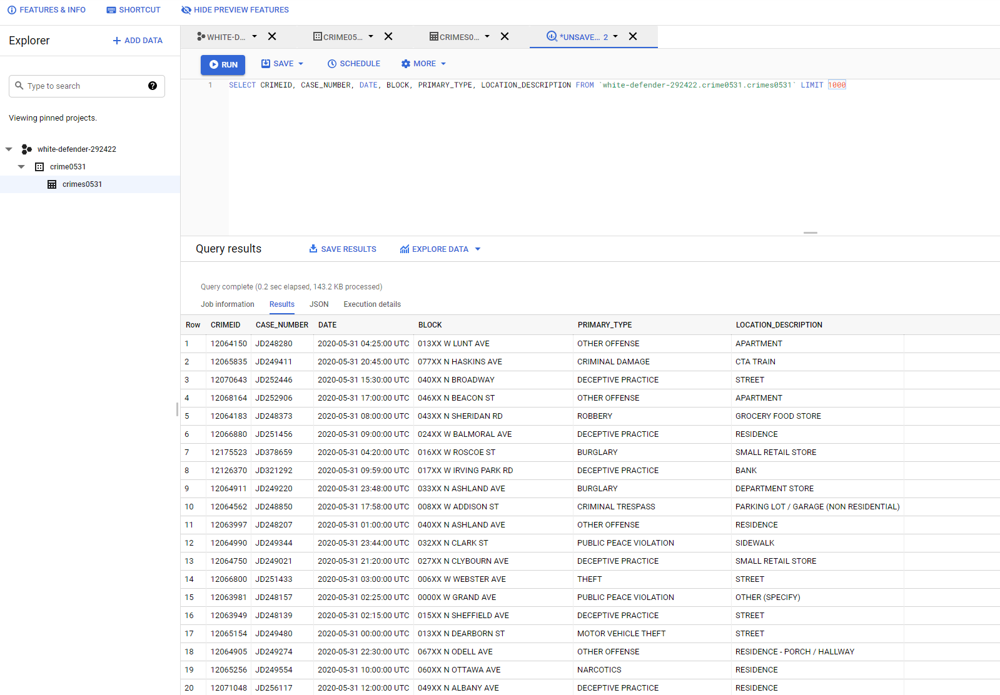 FEATURES & INFO SHORTCUT HIDE PREVIEW FEATURES
Explorer + ADD DATA
WHITE-D... CRIME05... CRIMES0... *UNSAVE... 2
RUN SAVE SCHEDULE MORE
Type to search
1 SELECT CRIMEID, CASE_NUMBER, DATE, BLOCK, PRIMARY_TYPE, LOCATION_DESCRIPTION FROM `white-defender-292422.crime0531.crimes0531` LIMIT 1000
Viewing pinned projects.
white-defender-292422
crime0531
crimes0531
Query results SAVE RESULTS EXPLORE DATA
Query complete (0.2 sec elapsed, 143.2 KB processed)
Job information Results JSON Execution details
Row CRIMEID CASE_NUMBER DATE BLOCK PRIMARY_TYPE LOCATION_DESCRIPTION
1 12064150 JD248280 2020-05-31 04:25:00 UTC 013XX W LUNT AVE OTHER OFFENSE APARTMENT
2 12065835 JD249411 2020-05-31 20:45:00 UTC 077XX N HASKINS AVE CRIMINAL DAMAGE CTA TRAIN
3 12070643 JD252446 2020-05-31 15:30:00 UTC 040XX N BROADWAY DECEPTIVE PRACTICE STREET
4 12068164 JD252906 2020-05-31 17:00:00 UTC 046XX N BEACON ST OTHER OFFENSE APARTMENT
5 12064183 JD248373 2020-05-31 08:00:00 UTC 043XX N SHERIDAN RD ROBBERY GROCERY FOOD STORE
6 12066880 JD251456 2020-05-31 09:00:00 UTC 024XX W BALMORAL AVE DECEPTIVE PRACTICE RESIDENCE
7 12175523 JD378659 2020-05-31 04:20:00 UTC 016XX W ROSCOE ST BURGLARY SMALL RETAIL STORE
8 12126370 JD321292 2020-05-31 09:59:00 UTC 017XX W IRVING PARK RD DECEPTIVE PRACTICE BANK
9 12064911 JD249220 2020-05-31 23:48:00 UTC 033XX N ASHLAND AVE BURGLARY DEPARTMENT STORE
10 12064562 JD248850 2020-05-31 17:58:00 UTC 008XX W ADDISON ST CRIMINAL TRESPASS PARKING LOT / GARAGE (NON RESIDENTIAL)
11 12063997 JD248207 2020-05-31 01:00:00 UTC 040XX N ASHLAND AVE OTHER OFFENSE RESIDENCE
12 12064990 JD249344 2020-05-31 23:44:00 UTC 032XX N CLARK ST PUBLIC PEACE VIOLATION SIDEWALK
13 12064750 JD249021 2020-05-31 21:20:00 UTC 027XX N CLYBOURN AVE DECEPTIVE PRACTICE SMALL RETAIL STORE
14 12066800 JD251433 2020-05-31 03:00:00 UTC 006XX W WEBSTER AVE THEFT STREET
15 12063981 JD248157 2020-05-31 02:25:00 UTC 0000X W GRAND AVE PUBLIC PEACE VIOLATION OTHER (SPECIFY)
16 12063949 JD248139 2020-05-31 02:15:00 UTC 015XX N SHEFFIELD AVE DECEPTIVE PRACTICE STREET
17 12065154 JD249480 2020-05-31 00:00:00 UTC 013XX N DEARBORN ST MOTOR VEHICLE THEFT STREET
18 12064905 JD249274 2020-05-31 22:30:00 UTC 067XX N ODELL AVE OTHER OFFENSE RESIDENCE - PORCH / HALLWAY
19 12065256 JD249554 2020-05-31 10:00:00 UTC 060XX N OTTAWA AVE NARCOTICS RESIDENCE
20 12071048 JD256117 2020-05-31 12:00:00 UTC 049XX N ALBANY AVE DECEPTIVE PRACTICE RESIDENCE